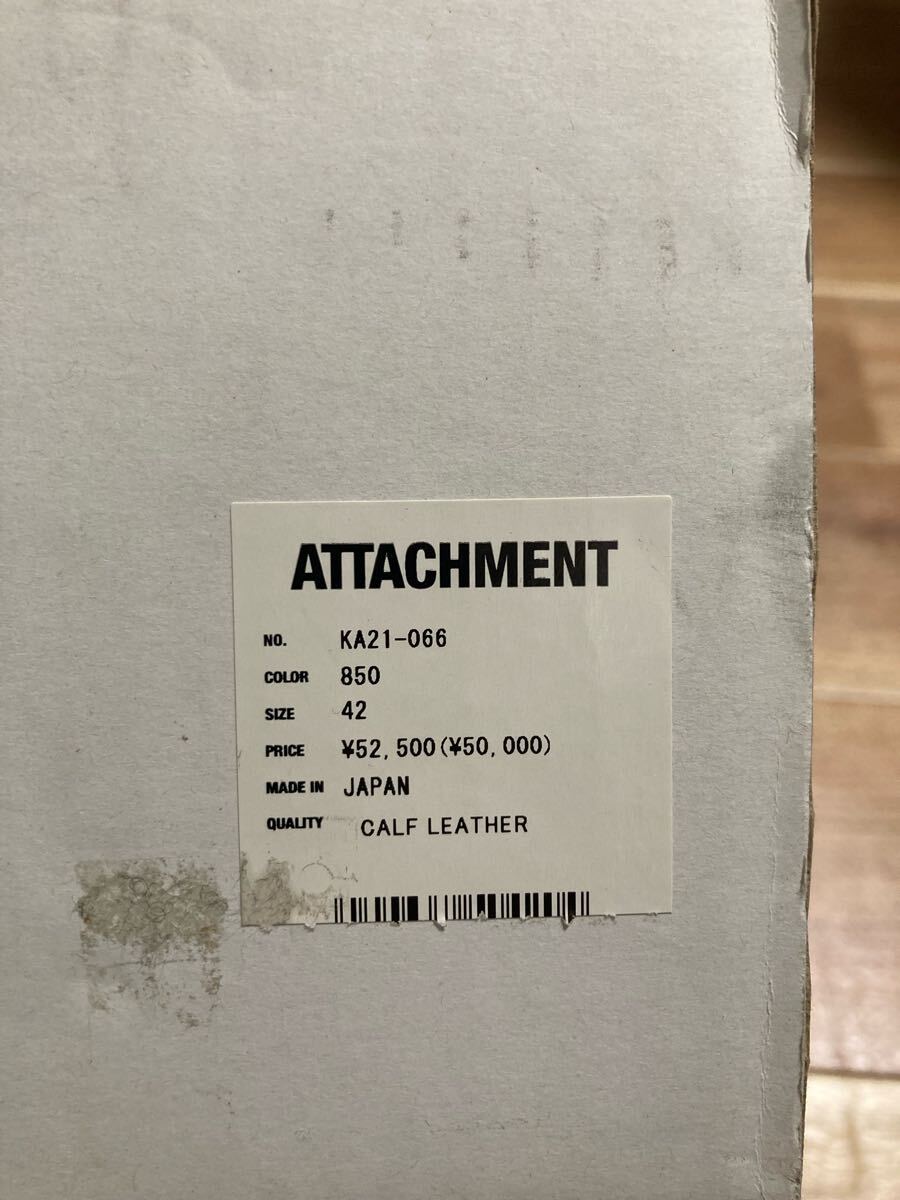 ATTACHMENT
NO. KA21-066
COLOR 850
SIZE 42
PRICE ¥52,500(¥50,000)
MADE IN JAPAN
QUALITY CALF LEATHER